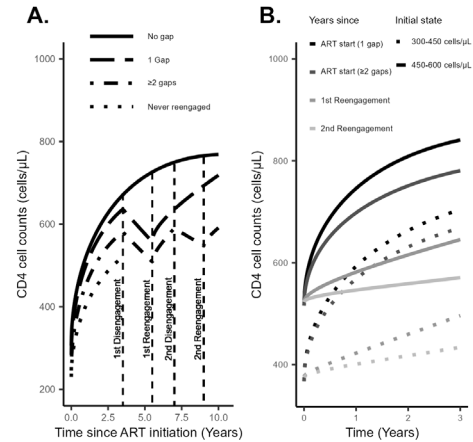 A.
No gap
1 Gap
≥2 gaps
Never reengaged
CD4 cell counts (cells/µL)
1000
800
600
400
200
1st Disengagement
1st Reengagement
2nd Disengagement
2nd Reengagement
0.0 2.5 5.0 7.5 10.0
Time since ART initiation (Years)
B.
Years since
ART start (1 gap)
ART start (≥2 gaps)
1st Reengagement
2nd Reengagement
Initial state
300-450 cells/µL
450-600 cells/µL
CD4 cell counts (cells/µL)
1000
800
600
400
0 1 2 3
Time (Years)